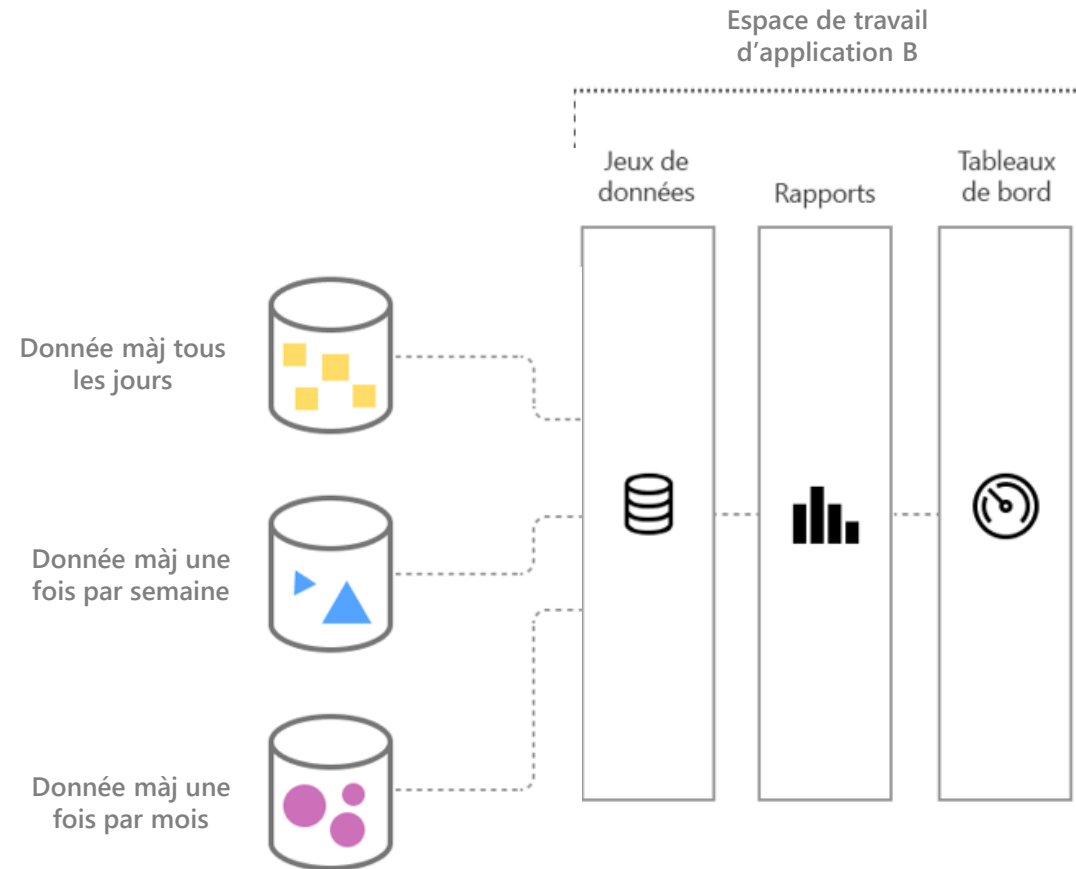 Espace de travail
d’application B
Jeux de
données
Rapports
Tableaux
de bord
Donnée màj tous
les jours
Donnée màj une
fois par semaine
Donnée màj une
fois par mois